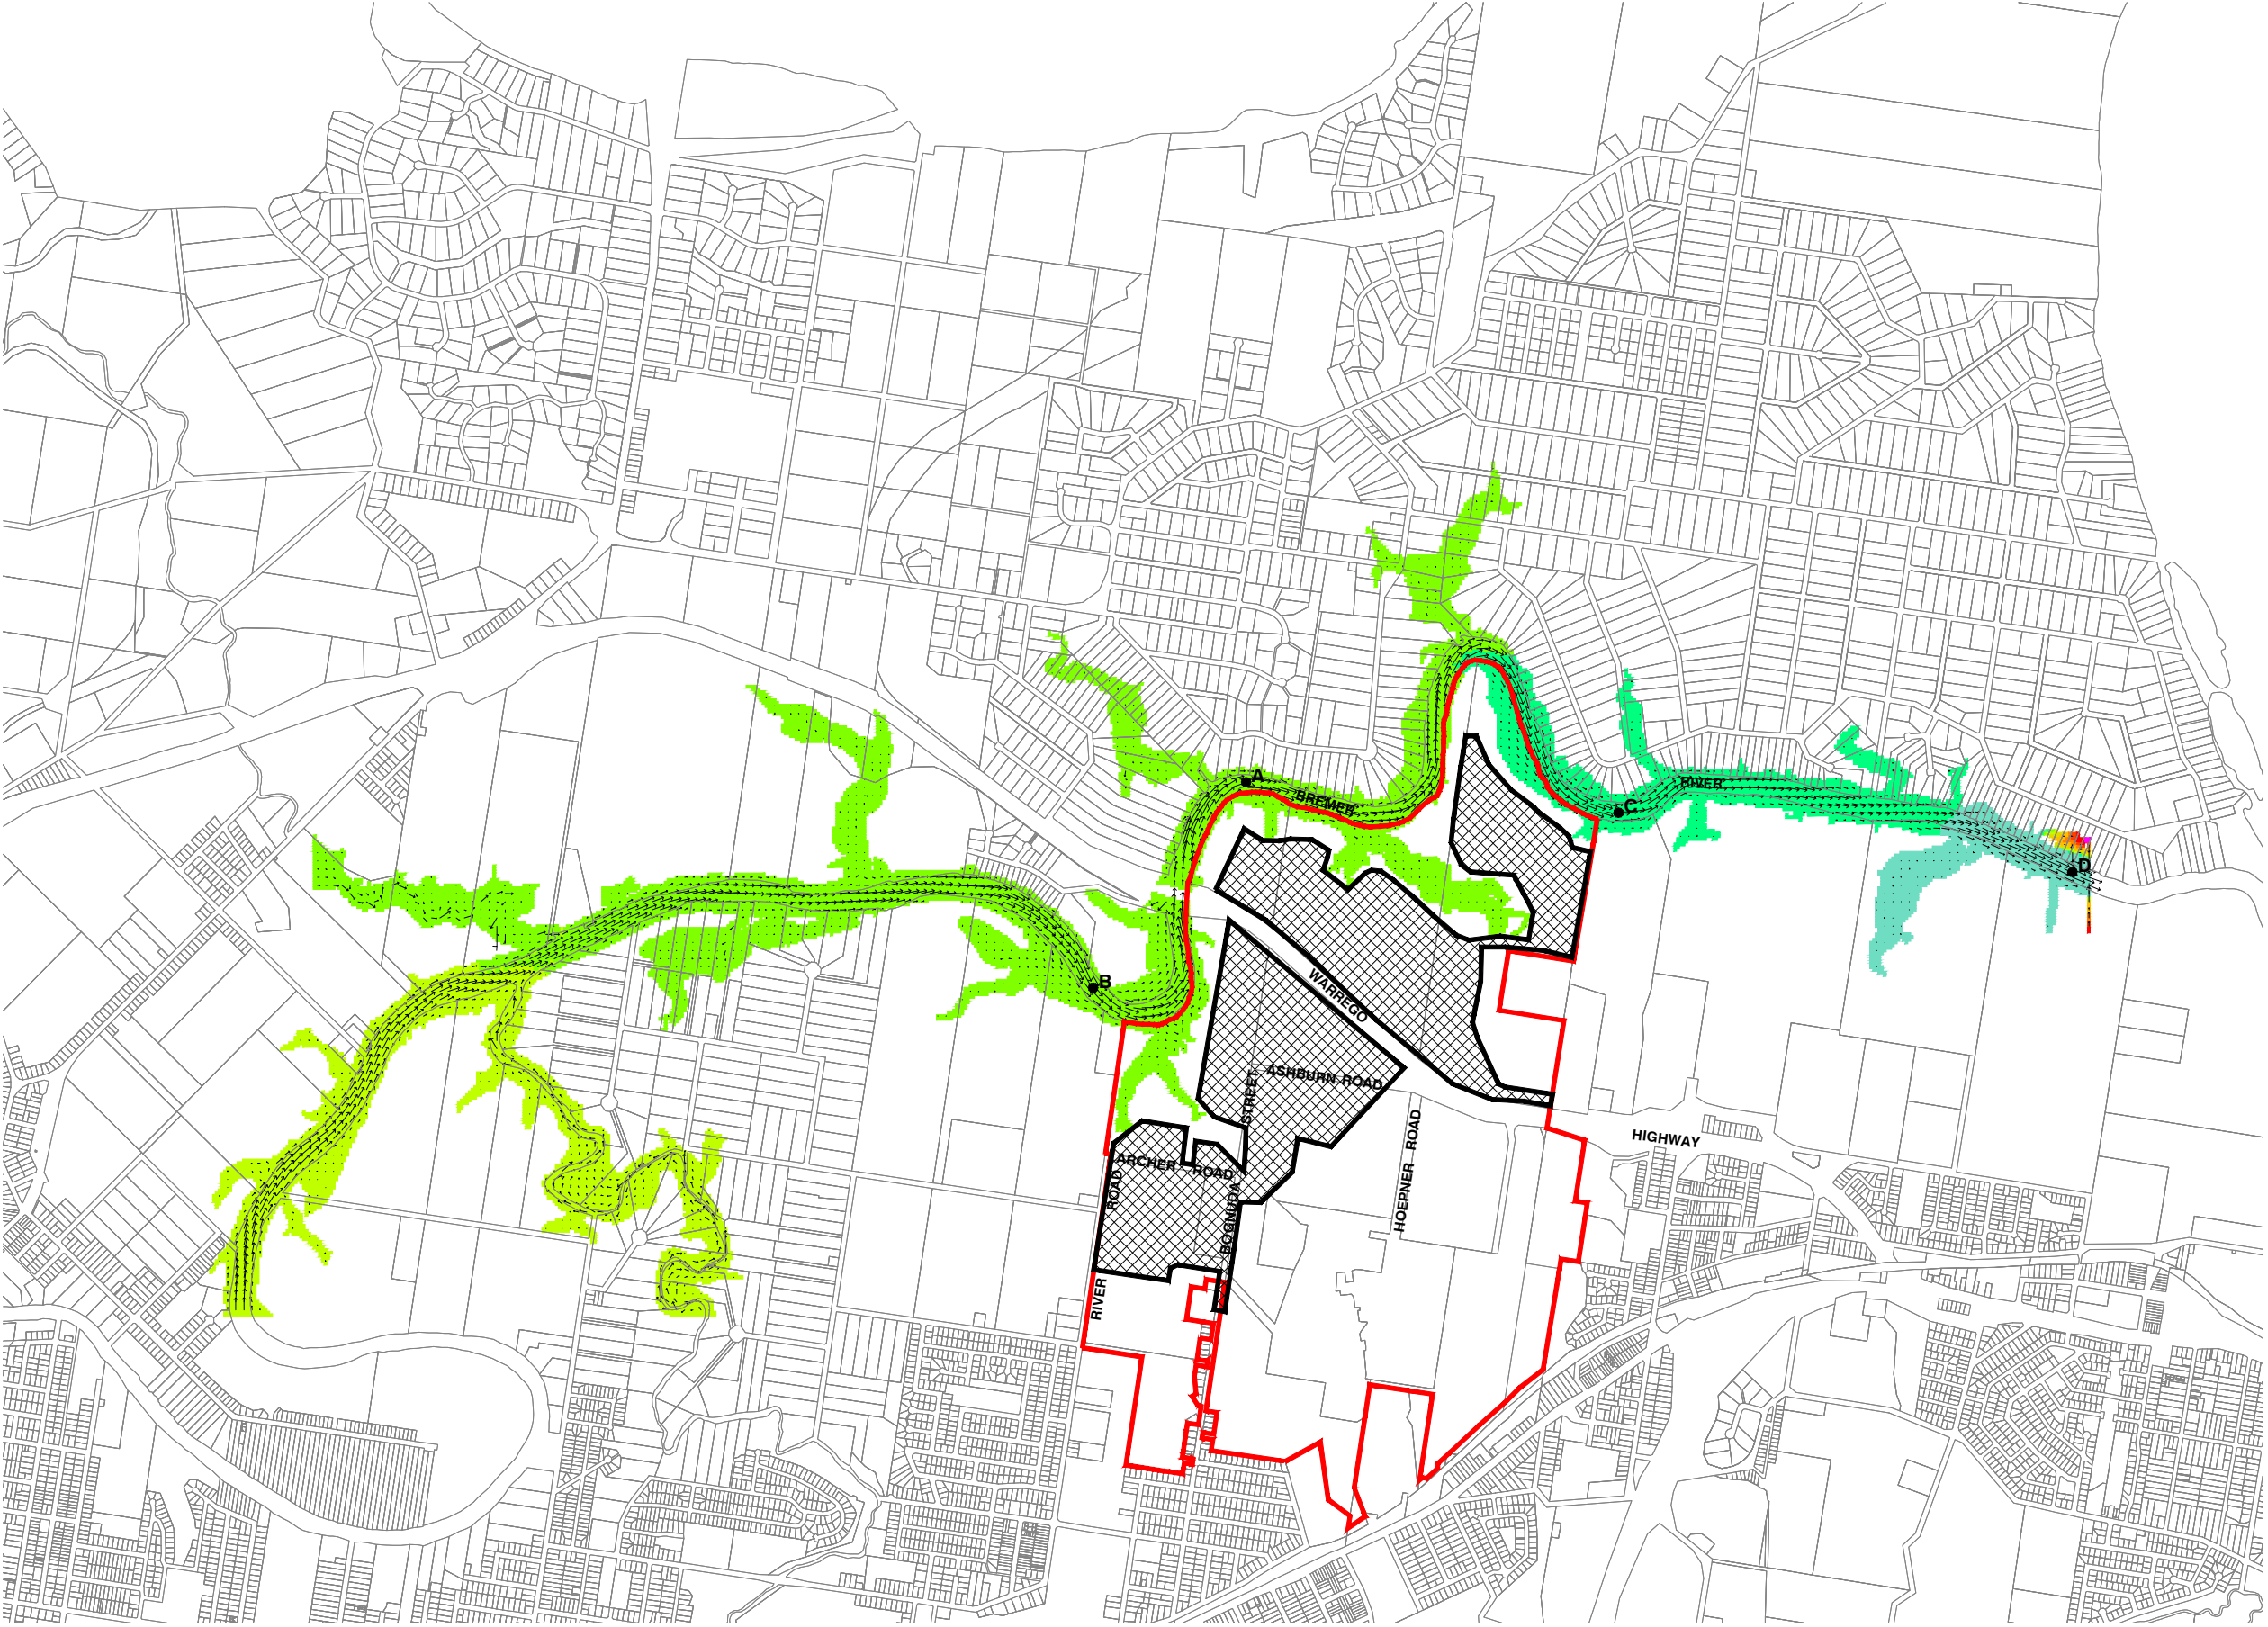 A
BREMER
RIVER
C
D
B
WARREGO
ASHBURN ROAD
STREET
HOEPNER ROAD
HIGHWAY
ARCHER ROAD
ROAD
BOGNUDA
RIVER